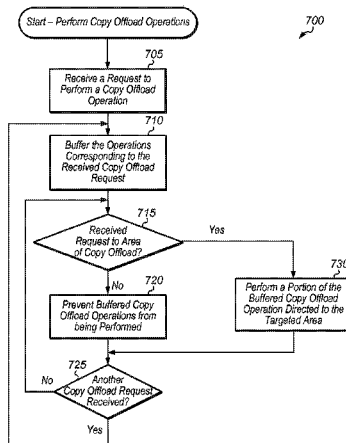 Start – Perform Copy Offload Operations
700
705
Receive a Request to
Perform a Copy Offload
Operation
710
Buffer the Operations
Corresponding to the
Received Copy Offload
Request
715
Received
Request to Area
of Copy Offload?
Yes
No
730
Perform a Portion of the
Buffered Copy Offload
Operation Directed to the
Targeted Area
720
Prevent Buffered Copy
Offload Operations from
being Performed
725
Another
Copy Offload Request
Received?
No
Yes